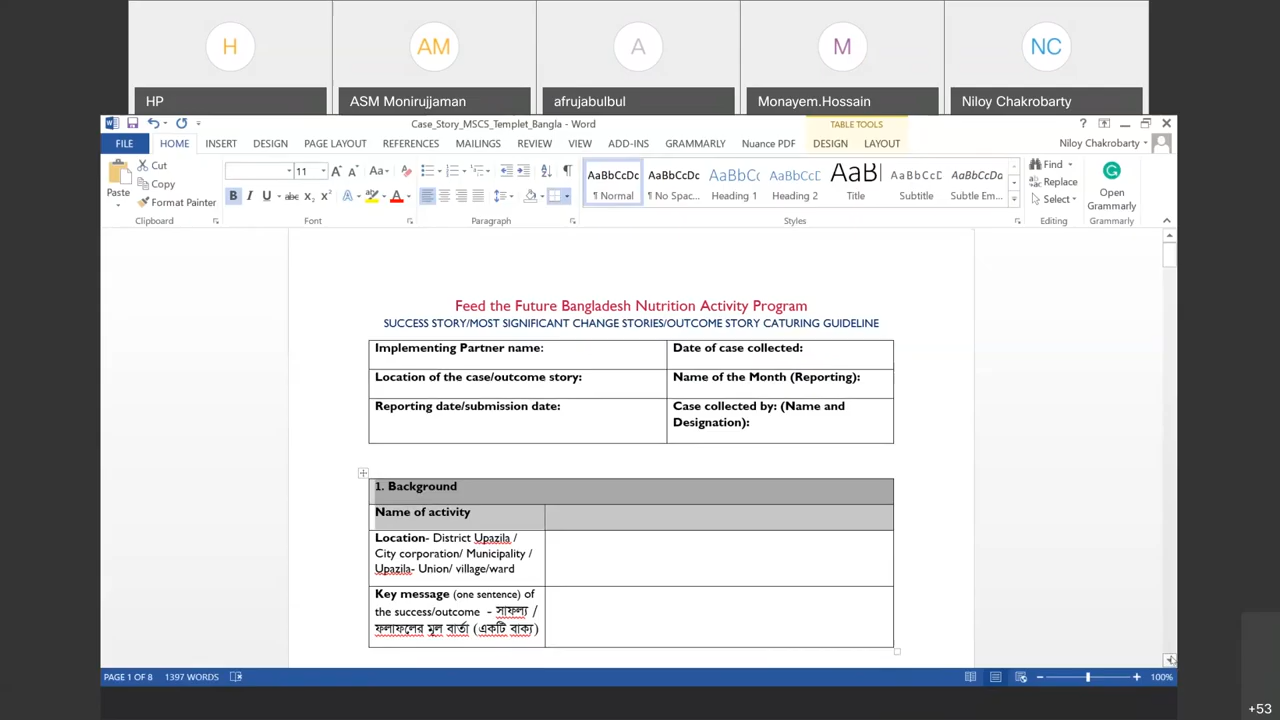 H
AM
A
M
NC
HP
ASM Monirujjaman
afrujabulbul
Monayem.Hossain
Niloy Chakrobarty
Case_Story_MSCS_Templet_Bangla - Word
TABLE TOOLS
FILE HOME INSERT DESIGN PAGE LAYOUT REFERENCES MAILINGS REVIEW VIEW ADD-INS GRAMMARLY Nuance PDF DESIGN LAYOUT
Niloy Chakrobarty
Paste
Cut
Copy
Format Painter
11
AaBbCcDc AaBbCcDc AaBbCc AaBbCcC AaBl AaBbCcD AaBbCcDa
¶ Normal ¶ No Spac... Heading 1 Heading 2 Title Subtitle Subtle Em...
Find
Replace
Select
Open
Grammarly
Clipboard Font Paragraph Styles Editing Grammarly
Feed the Future Bangladesh Nutrition Activity Program
SUCCESS STORY/MOST SIGNIFICANT CHANGE STORIES/OUTCOME STORY CATURING GUIDELINE
Implementing Partner name: Date of case collected:
Location of the case/outcome story: Name of the Month (Reporting):
Reporting date/submission date: Case collected by: (Name and
Designation):
1. Background
Name of activity
Location- District Upazila /
City corporation/ Municipality /
Upazila- Union/ village/ward
Key message (one sentence) of
the success/outcome - সাফল্য /
ফলাফলের মূল বার্তা (একটি বাক্য)
PAGE 1 OF 8 1397 WORDS 100%
+53